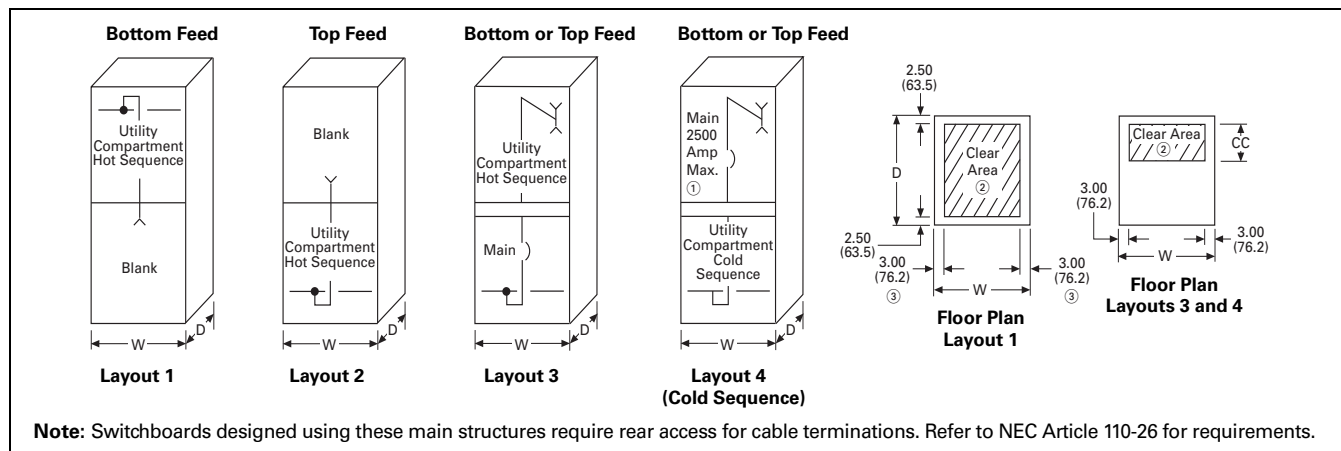 Bottom Feed
Utility
Compartment
Hot Sequence
Blank
W
D
Layout 1
Top Feed
Blank
Utility
Compartment
Hot Sequence
W
D
Layout 2
Bottom or Top Feed
Utility
Compartment
Hot Sequence
Main
W
D
Layout 3
Bottom or Top Feed
Main
2500
Amp
Max.
①
Utility
Compartment
Cold
Sequence
W
D
Layout 4
(Cold Sequence)
2.50
(63.5)
D
Clear
Area
②
2.50
(63.5)
3.00
(76.2)
③
W
3.00
(76.2)
③
Floor Plan
Layout 1
Clear Area
②
CC
3.00
(76.2)
W
3.00
(76.2)
Floor Plan
Layouts 3 and 4
Note: Switchboards designed using these main structures require rear access for cable terminations. Refer to NEC Article 110-26 for requirements.